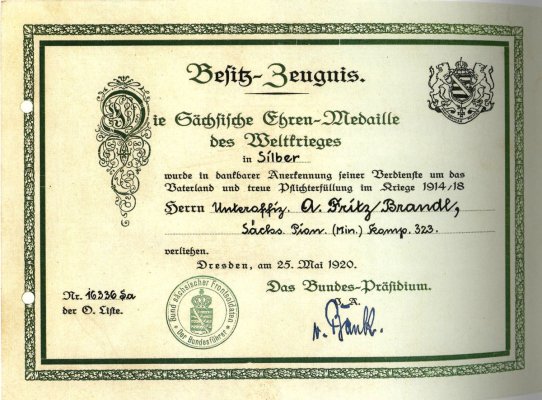 Besitz-Zeugnis.
Die Sächsische Ehren-Medaille
des Weltkrieges
in Silber
wurde in dankbarer Anerkennung seiner Verdienste um das
Vaterland und treue Pflichterfüllung im Kriege 1914/18
Herrn Unteroffiz. A. Fritz Brandl,
Sächs. Pion. (Min.) Komp. 323.
verliehen.
Dresden, am 25. Mai 1920.
Das Bundes-Präsidium.
J. A.
Nr. 16336 Sa
der O. Liste.
Bund sächsischer Frontsoldaten
Der Bundesführer